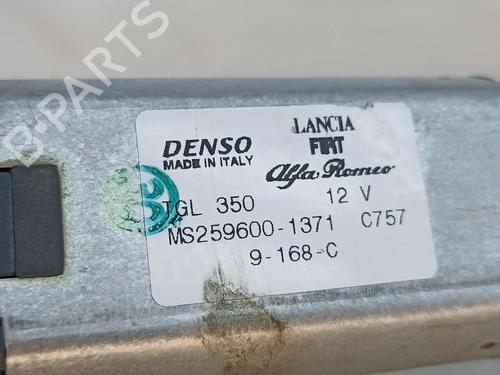 B-PARTS
DENSO
MADE IN ITALY
LANCIA
FIAT
Alfa Romeo
TGL 350 12 V
MS259600-1371 C757
9-168-C